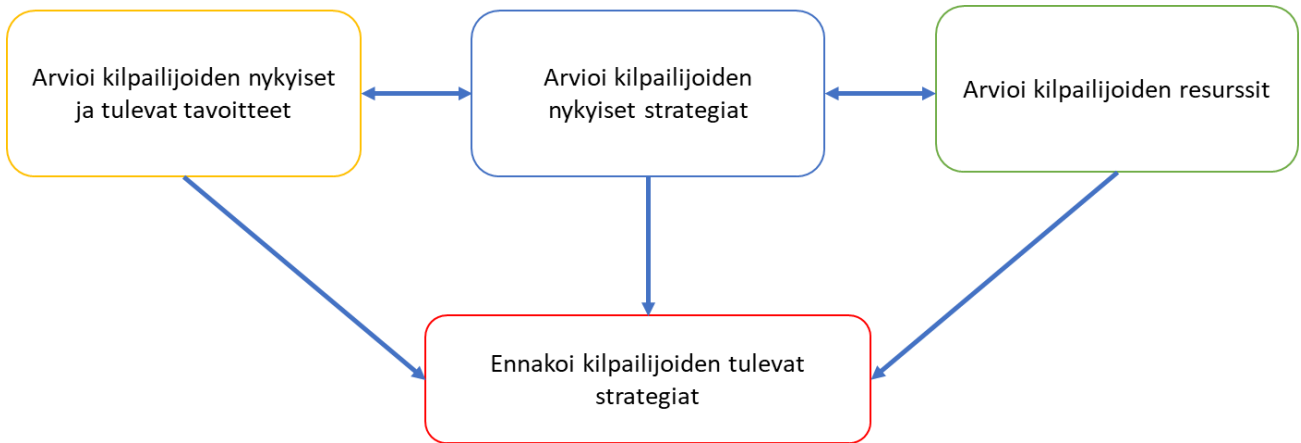 Arvioi kilpailijoiden nykyiset
ja tulevat tavoitteet
Arvioi kilpailijoiden
nykyiset strategiat
Arvioi kilpailijoiden resurssit
Ennakoi kilpailijoiden tulevat
strategiat